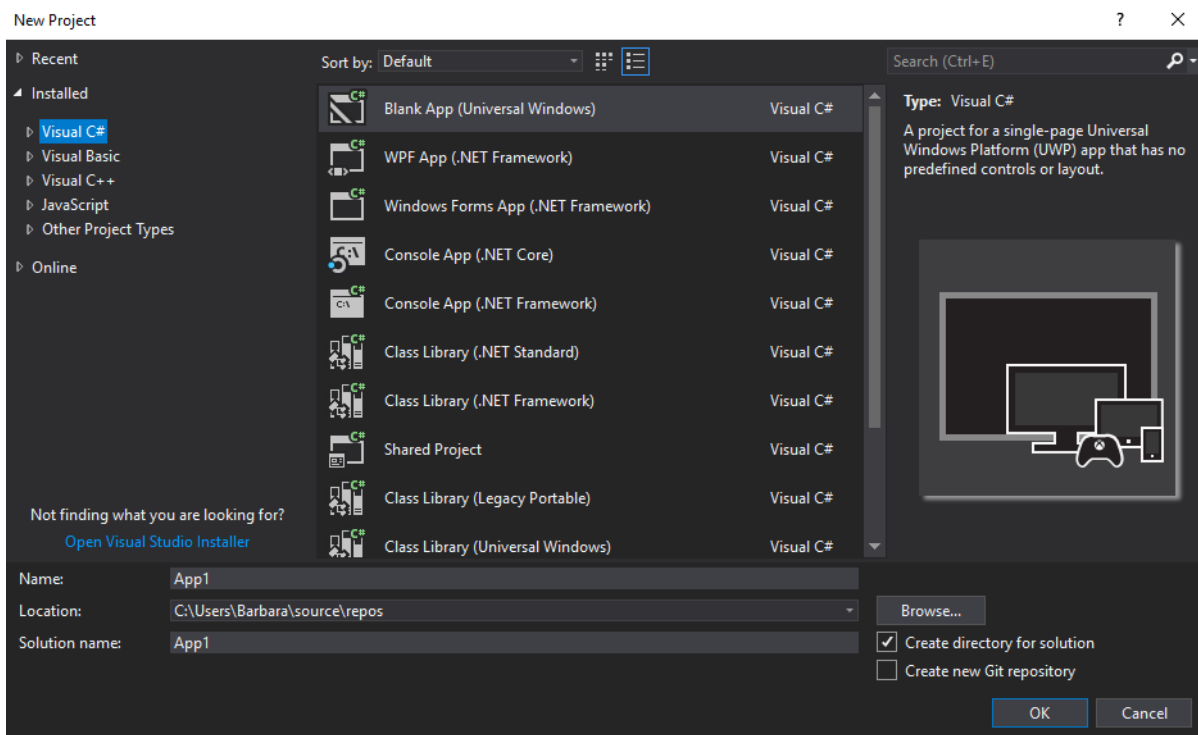 New Project
?
Recent
Installed
Visual C#
Visual Basic
Visual C++
JavaScript
Other Project Types
Online
Not finding what you are looking for?
Open Visual Studio Installer
Sort by: Default
C# Blank App (Universal Windows) Visual C#
C# WPF App (.NET Framework) Visual C#
C# Windows Forms App (.NET Framework) Visual C#
C:\ Console App (.NET Core) Visual C#
C# C:\ Console App (.NET Framework) Visual C#
C# Class Library (.NET Standard) Visual C#
C# Class Library (.NET Framework) Visual C#
C# Shared Project Visual C#
C# Class Library (Legacy Portable) Visual C#
C# Class Library (Universal Windows) Visual C#
Search (Ctrl+E)
Type: Visual C#
A project for a single-page Universal
Windows Platform (UWP) app that has no
predefined controls or layout.
Name: App1
Location: C:\Users\Barbara\source\repos Browse...
Solution name: App1
Create directory for solution
Create new Git repository
OK Cancel